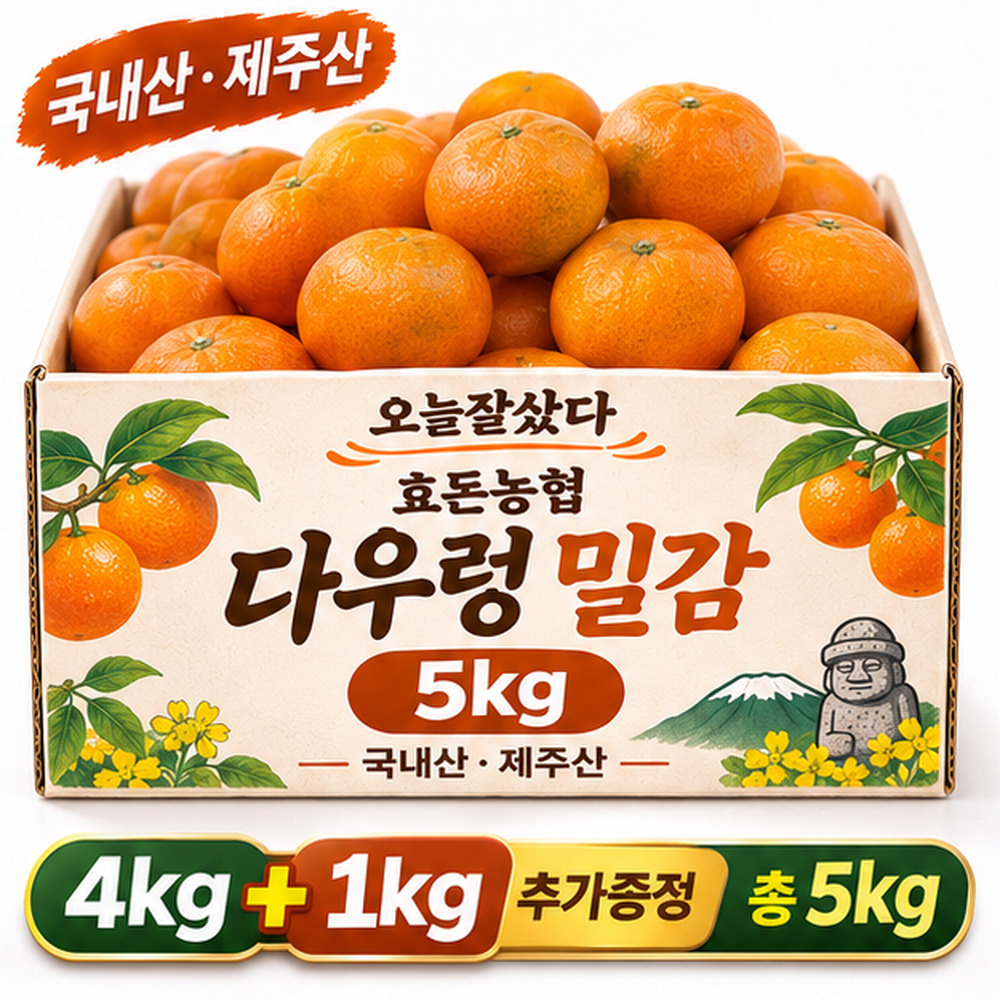 국내산·제주산
오늘잘샀다
효돈농협
다우렁 밀감
5kg
국내산·제주산
4kg+1kg 추가증정 총 5kg